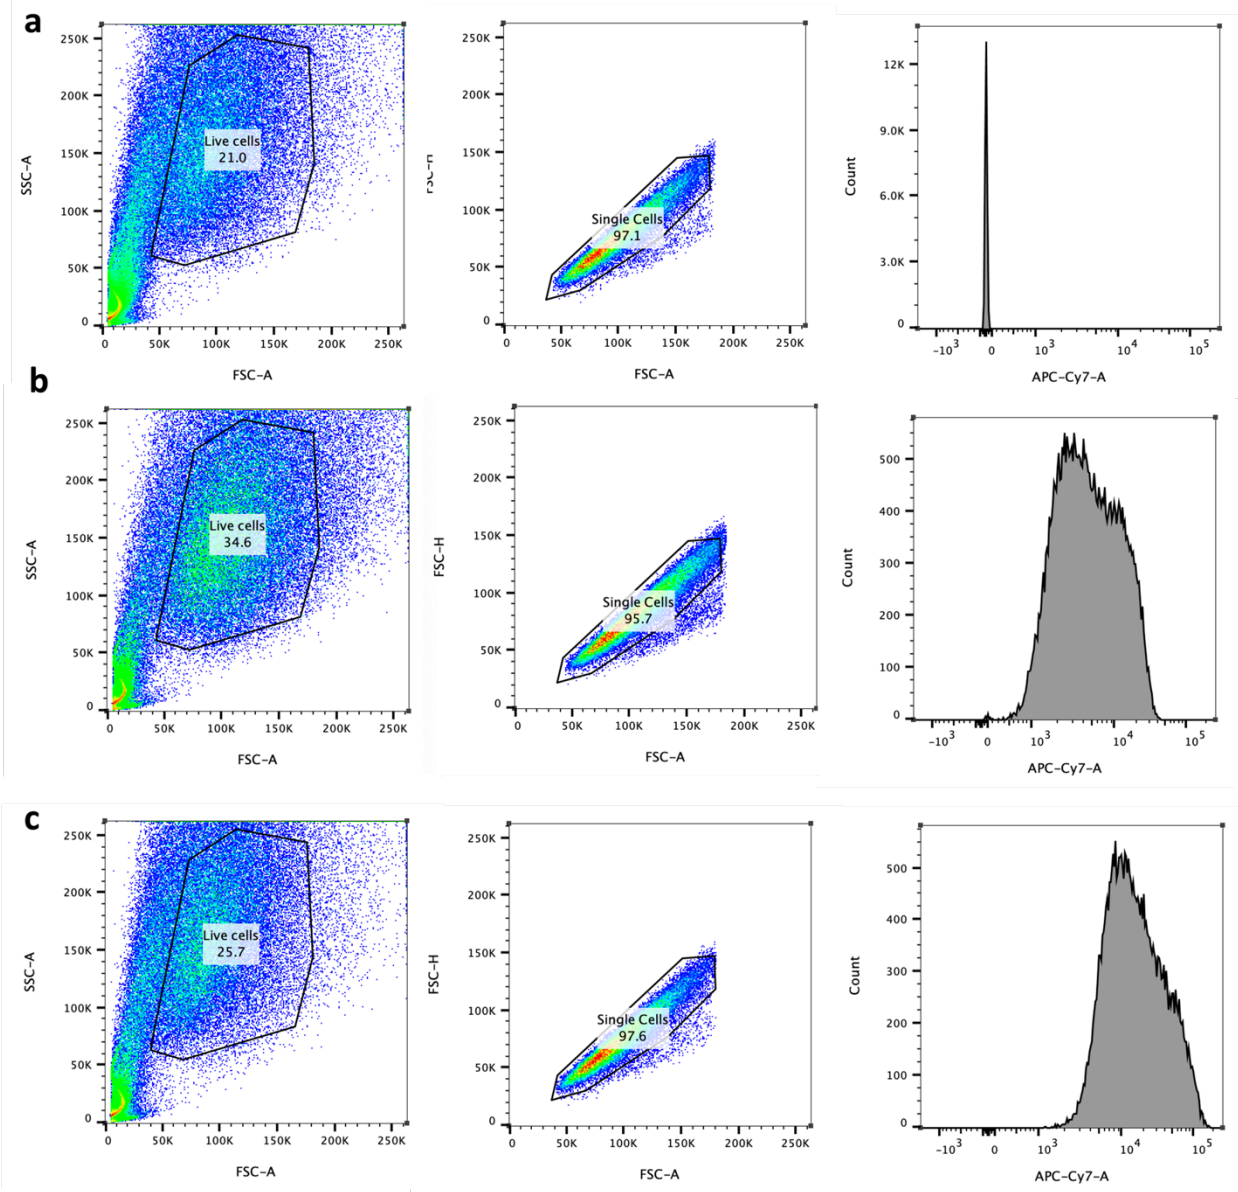 a
250K
200K
150K
100K
50K
0
SSC-A
Live cells
21.0
0 50K 100K 150K 200K 250K
FSC-A
250K
200K
150K
100K
50K
0
FSC-H
Single Cells
97.1
0 50K 100K 150K 200K 250K
FSC-A
12K
9.0K
6.0K
3.0K
0
Count
-10³ 0 10³ 10⁴ 10⁵
APC-Cy7-A
b
250K
200K
150K
100K
50K
0
SSC-A
Live cells
34.6
0 50K 100K 150K 200K 250K
FSC-A
250K
200K
150K
100K
50K
0
FSC-H
Single Cells
95.7
0 50K 100K 150K 200K 250K
FSC-A
500
400
300
200
100
0
Count
-10³ 0 10³ 10⁴ 10⁵
APC-Cy7-A
c
250K
200K
150K
100K
50K
0
SSC-A
Live cells
25.7
0 50K 100K 150K 200K 250K
FSC-A
250K
200K
150K
100K
50K
0
FSC-H
Single Cells
97.6
0 50K 100K 150K 200K 250K
FSC-A
500
400
300
200
100
0
Count
-10³ 0 10³ 10⁴ 10⁵
APC-Cy7-A